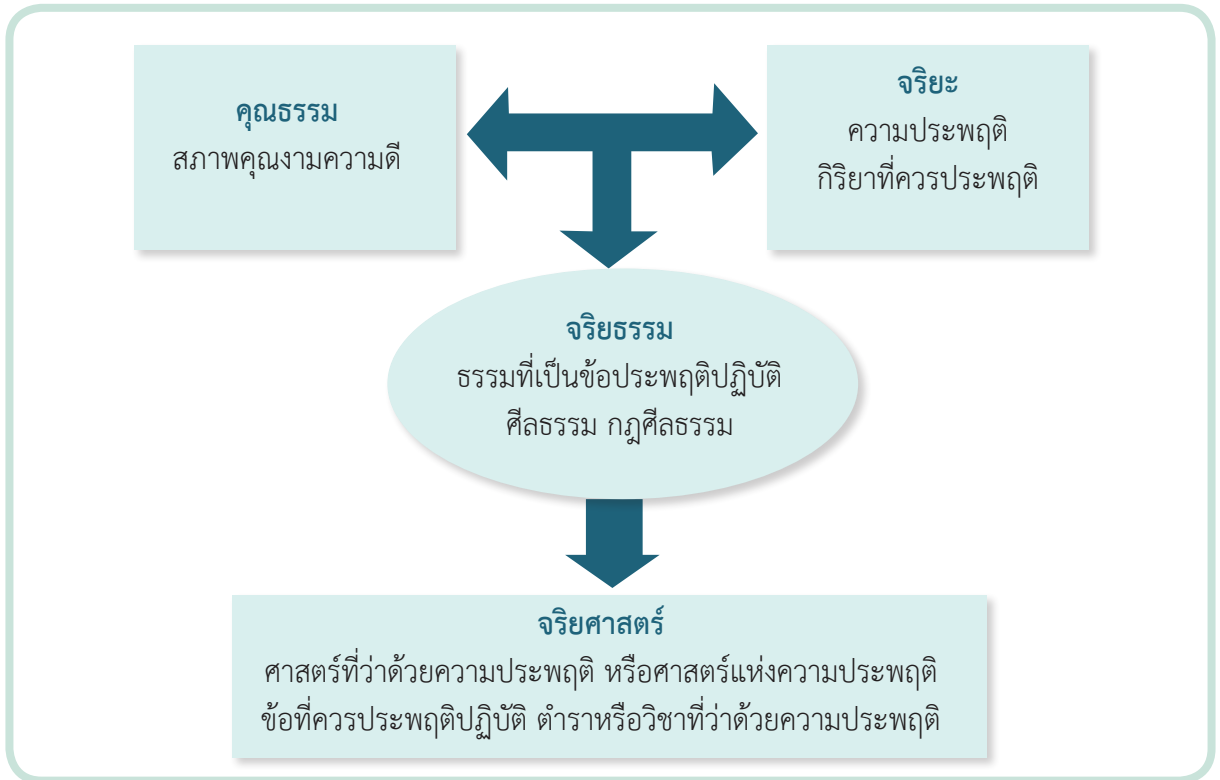 คุณธรรม
สภาพคุณงามความดี
จริยะ
ความประพฤติ
กิริยาที่ควรประพฤติ
จริยธรรม
ธรรมที่เป็นข้อประพฤติปฏิบัติ
ศีลธรรม กฎศีลธรรม
จริยศาสตร์
ศาสตร์ที่ว่าด้วยความประพฤติ หรือศาสตร์แห่งความประพฤติ
ข้อที่ควรประพฤติปฏิบัติ ตำราหรือวิชาที่ว่าด้วยความประพฤติ